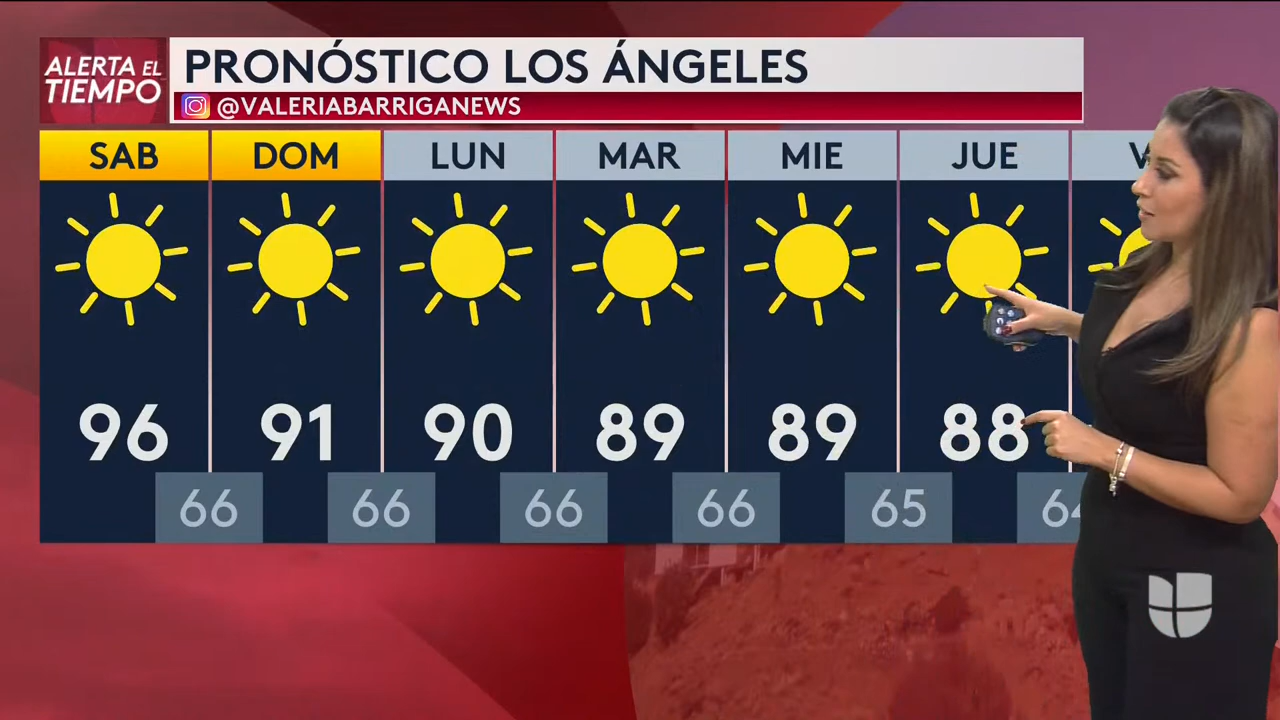 ALERTA EL
TIEMPO
PRONÓSTICO LOS ÁNGELES
@VALERIABARRIGANEWS
SAB DOM LUN MAR MIE JUE
96 91 90 89 89 88
66 66 66 66 65